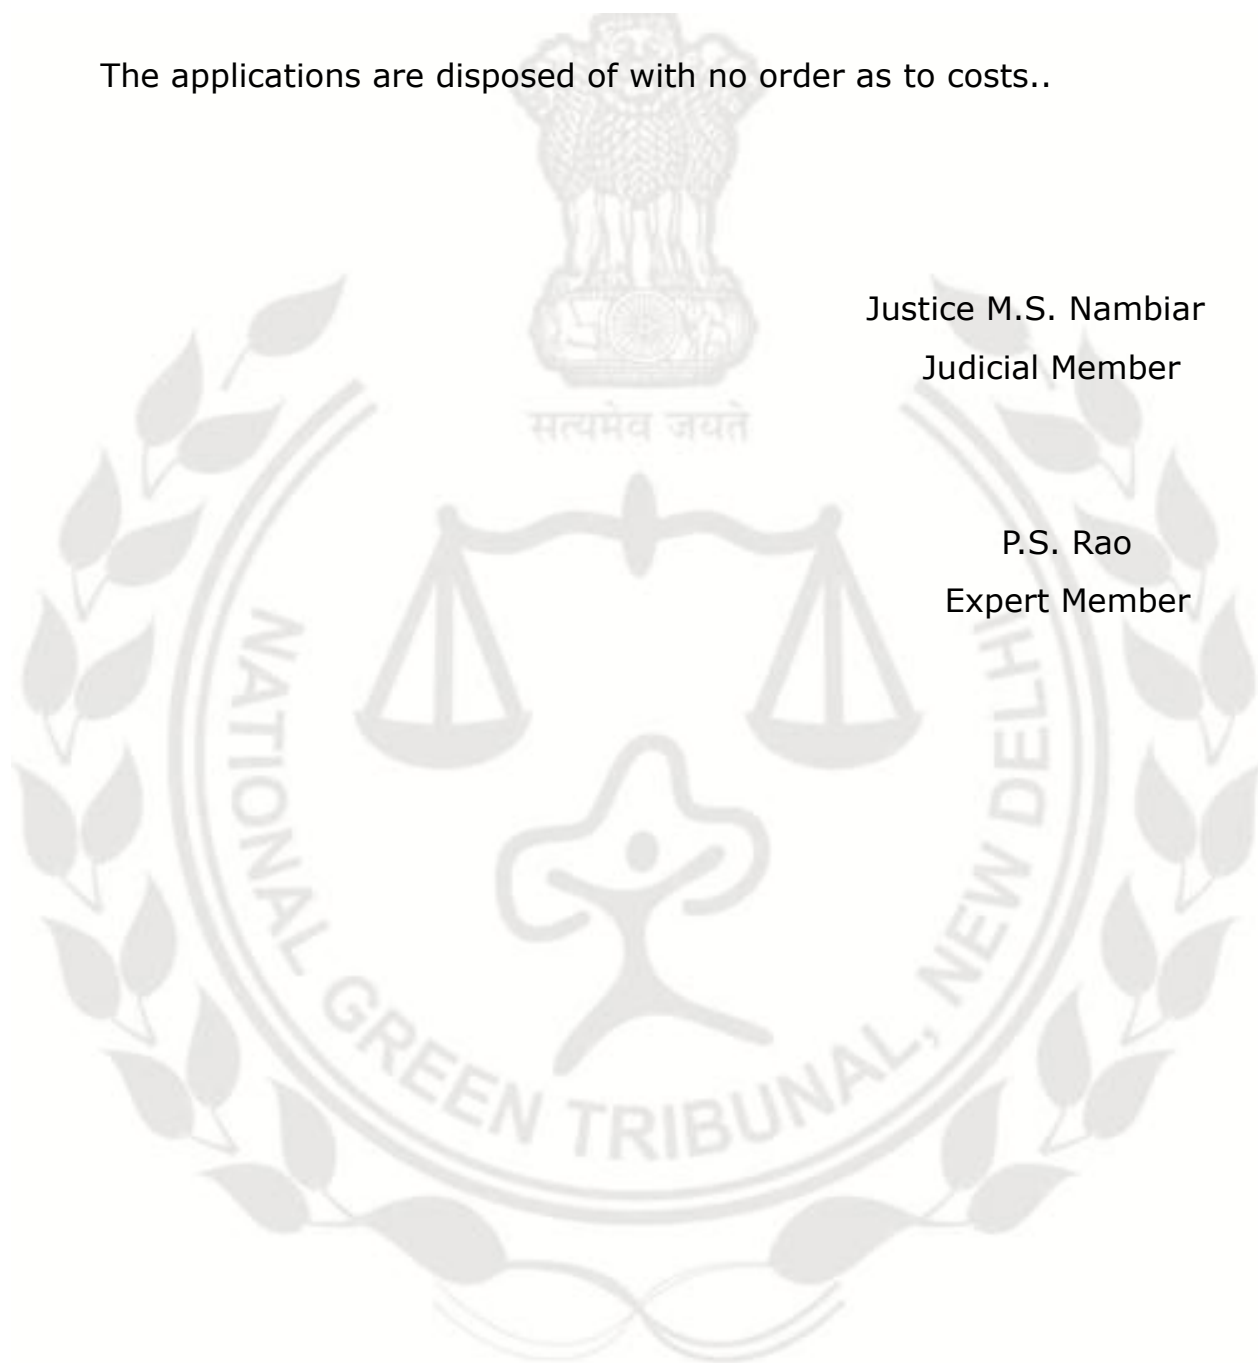 The applications are disposed of with no order as to costs..
Justice M.S. Nambiar
Judicial Member
सत्यमेव जयते
P.S. Rao
Expert Member
NATIONAL GREEN TRIBUNAL, NEW DELHI